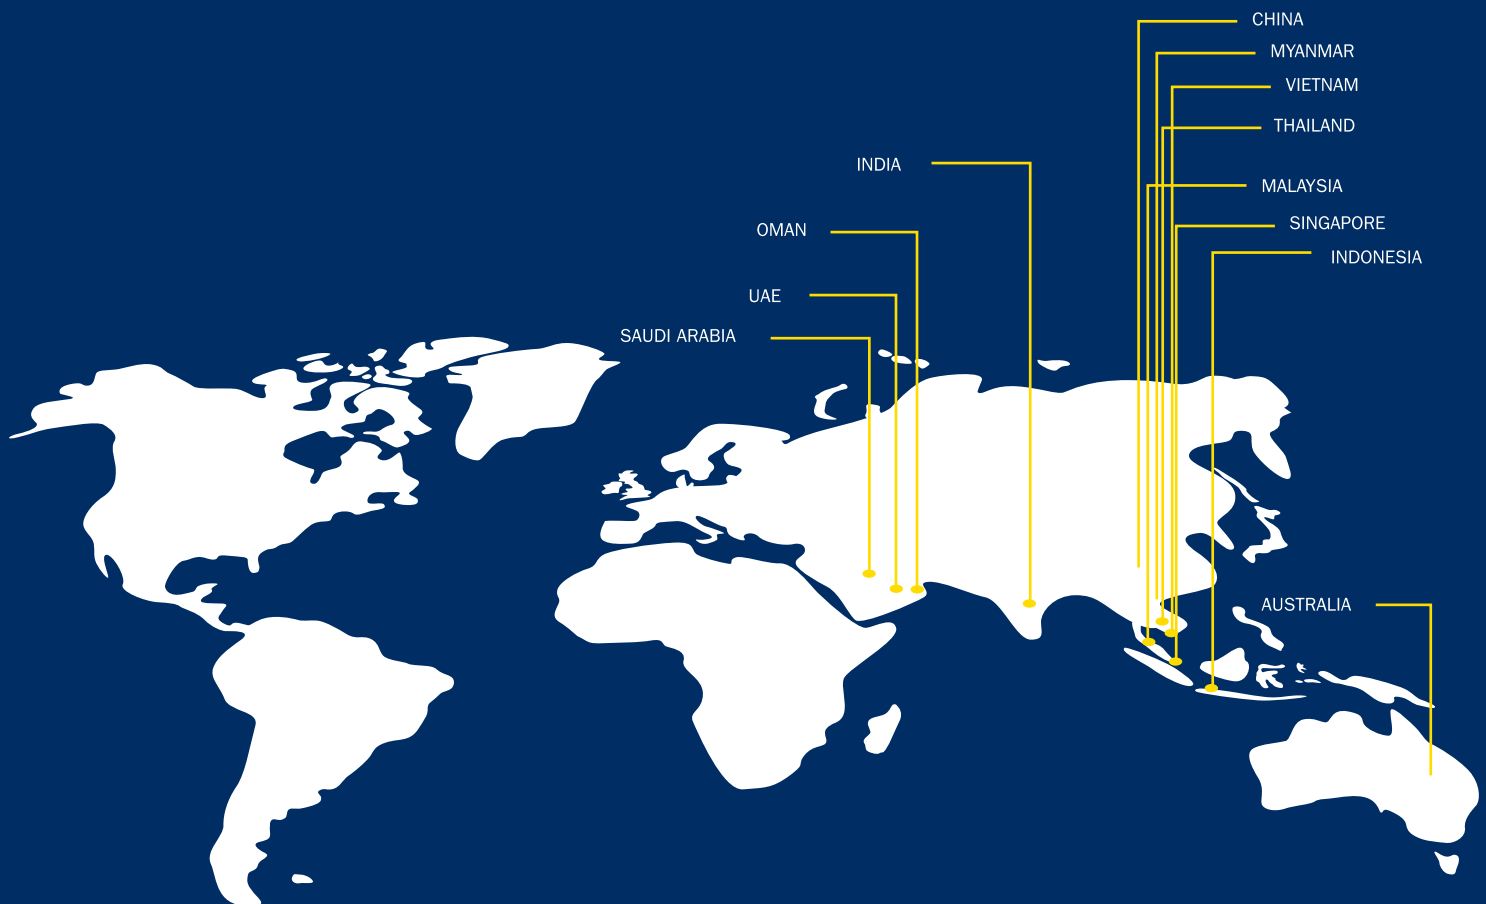 CHINA
MYANMAR
VIETNAM
THAILAND
INDIA
MALAYSIA
SINGAPORE
OMAN
INDONESIA
UAE
SAUDI ARABIA
AUSTRALIA